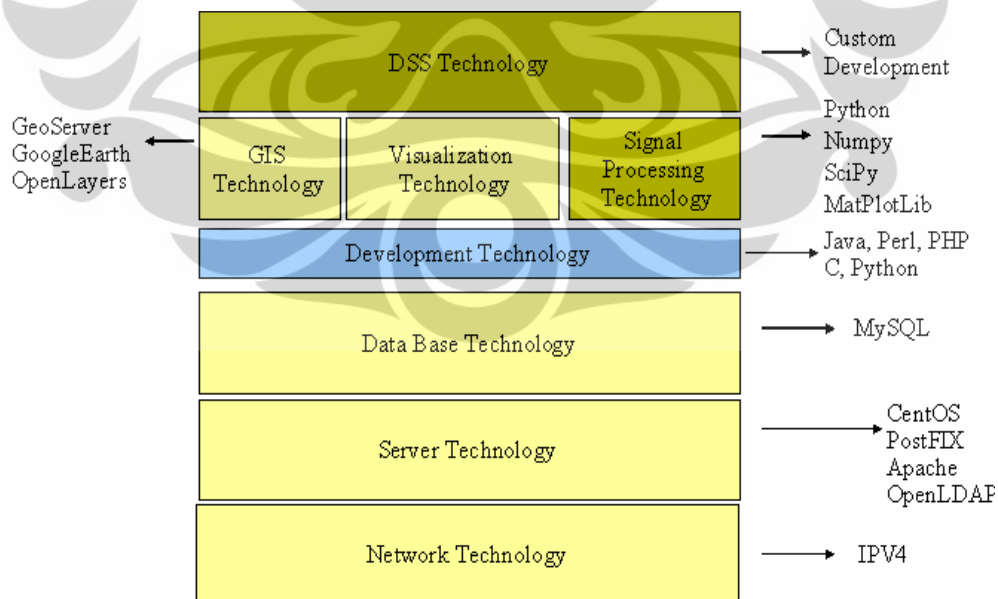 DSS Technology
Custom
Development
GeoServer
GoogleEarth
OpenLayers
GIS
Technology
Visualization
Technology
Signal
Processing
Technology
Python
Numpy
SciPy
MatPlotLib
Development Technology
Java, Perl, PHP
C, Python
Data Base Technology
MySQL
Server Technology
CentOS
PostFIX
Apache
OpenLDAP
Network Technology
IPV4